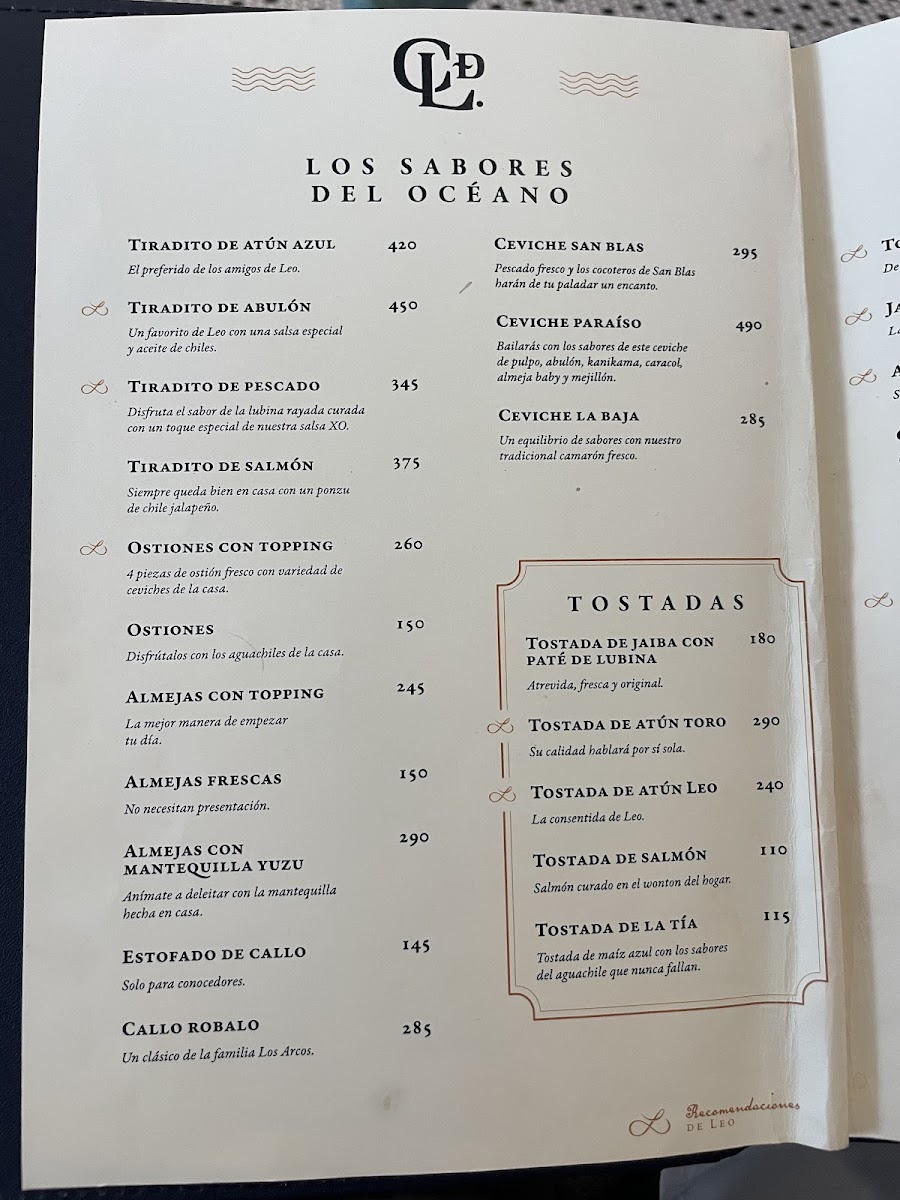 CLD.
LOS SABORES
DEL OCÉANO
TIRADITO DE ATÚN AZUL 420
El preferido de los amigos de Leo.
TIRADITO DE ABULÓN 450
Un favorito de Leo con una salsa especial
y aceite de chiles.
TIRADITO DE PESCADO 345
Disfruta el sabor de la lubina rayada curada
con un toque especial de nuestra salsa XO.
TIRADITO DE SALMÓN 375
Siempre queda bien en casa con un ponzu
de chile jalapeño.
OSTIONES CON TOPPING 260
4 piezas de ostión fresco con variedad de
ceviches de la casa.
OSTIONES 150
Disfrútalos con los aguachiles de la casa.
ALMEJAS CON TOPPING 245
La mejor manera de empezar
tu día.
ALMEJAS FRESCAS 150
No necesitan presentación.
ALMEJAS CON
MANTEQUILLA YUZU 290
Anímate a deleitar con la mantequilla
hecha en casa.
ESTOFADO DE CALLO 145
Solo para conocedores.
CALLO ROBALO 285
Un clásico de la familia Los Arcos.
CEVICHE SAN BLAS 295
Pescado fresco y los cocoteros de San Blas
harán de tu paladar un encanto.
CEVICHE PARAÍSO 490
Bailarás con los sabores de este ceviche
de pulpo, abulón, kanikama, caracol,
almeja baby y mejillón.
CEVICHE LA BAJA 285
Un equilibrio de sabores con nuestro
tradicional camarón fresco.
TOSTADAS
TOSTADA DE JAIBA CON 180
PATÉ DE LUBINA
Atrevida, fresca y original.
TOSTADA DE ATÚN TORO 290
Su calidad hablará por sí sola.
TOSTADA DE ATÚN LEO 240
La consentida de Leo.
TOSTADA DE SALMÓN 110
Salmón curado en el wonton del hogar.
TOSTADA DE LA TÍA 115
Tostada de maíz azul con los sabores
del aguachile que nunca fallan.
Recomendaciones
DE LEO